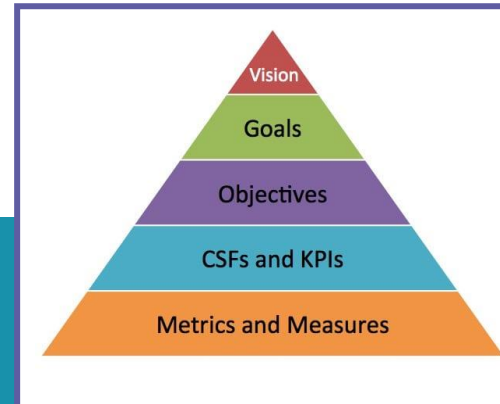 Vision
Goals
Objectives
CSFs and KPIs
Metrics and Measures